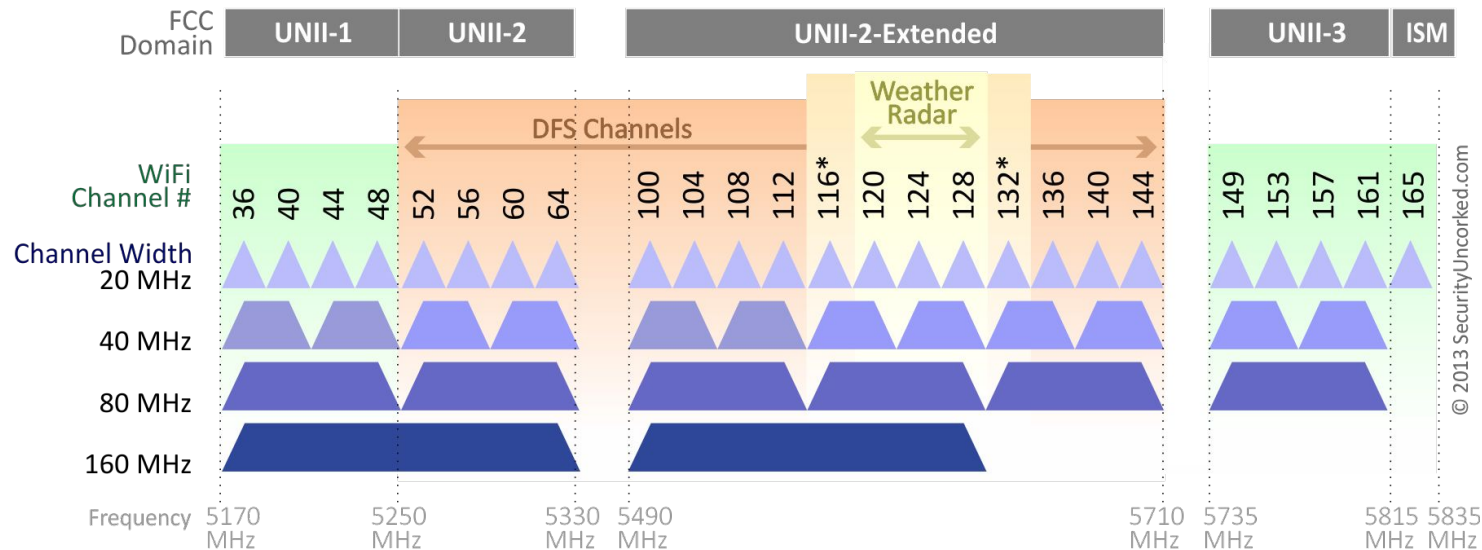 FCC
Domain
UNII-1 UNII-2 UNII-2-Extended UNII-3 ISM
Weather
Radar
DFS Channels
WiFi
Channel #
36 40 44 48 52 56 60 64 100 104 108 112 116* 120 124 128 132* 136 140 144 149 153 157 161 165
Channel Width
20 MHz
40 MHz
80 MHz
160 MHz
Frequency 5170 5250 5330 5490 5710 5735 5815 5835
MHz MHz MHz MHz MHz MHz MHz MHz
© 2013 SecurityUncorked.com